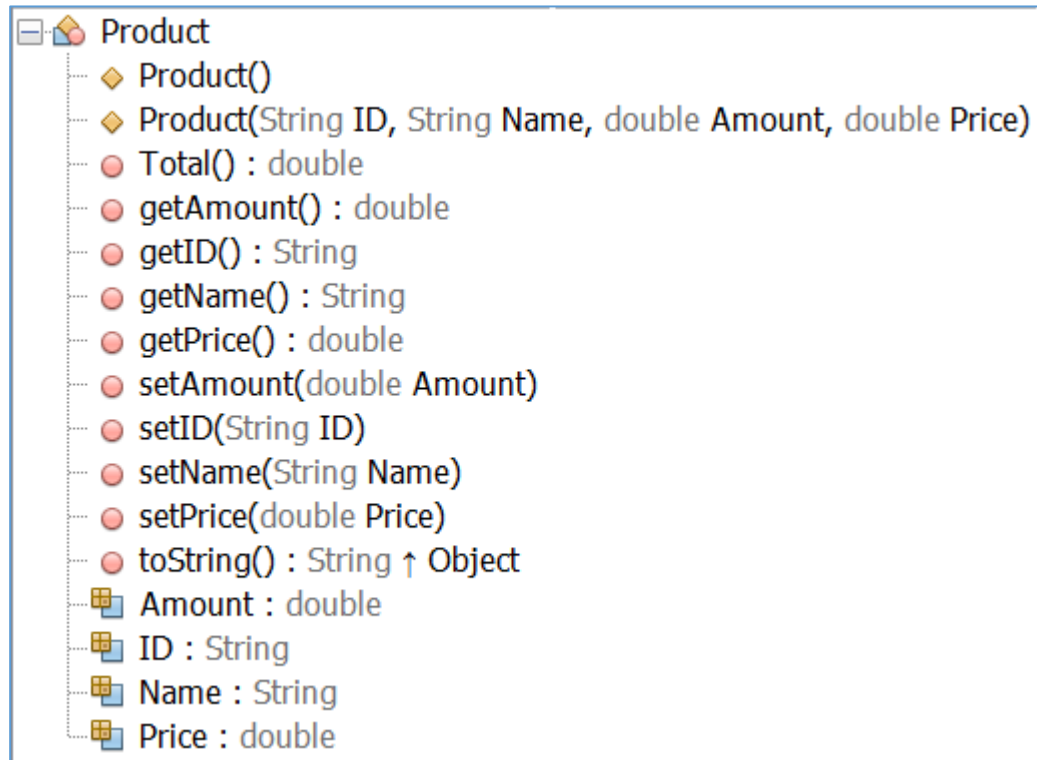 Product
Product()
Product(String ID, String Name, double Amount, double Price)
Total() : double
getAmount() : double
getID() : String
getName() : String
getPrice() : double
setAmount(double Amount)
setID(String ID)
setName(String Name)
setPrice(double Price)
toString() : String ↑ Object
Amount : double
ID : String
Name : String
Price : double